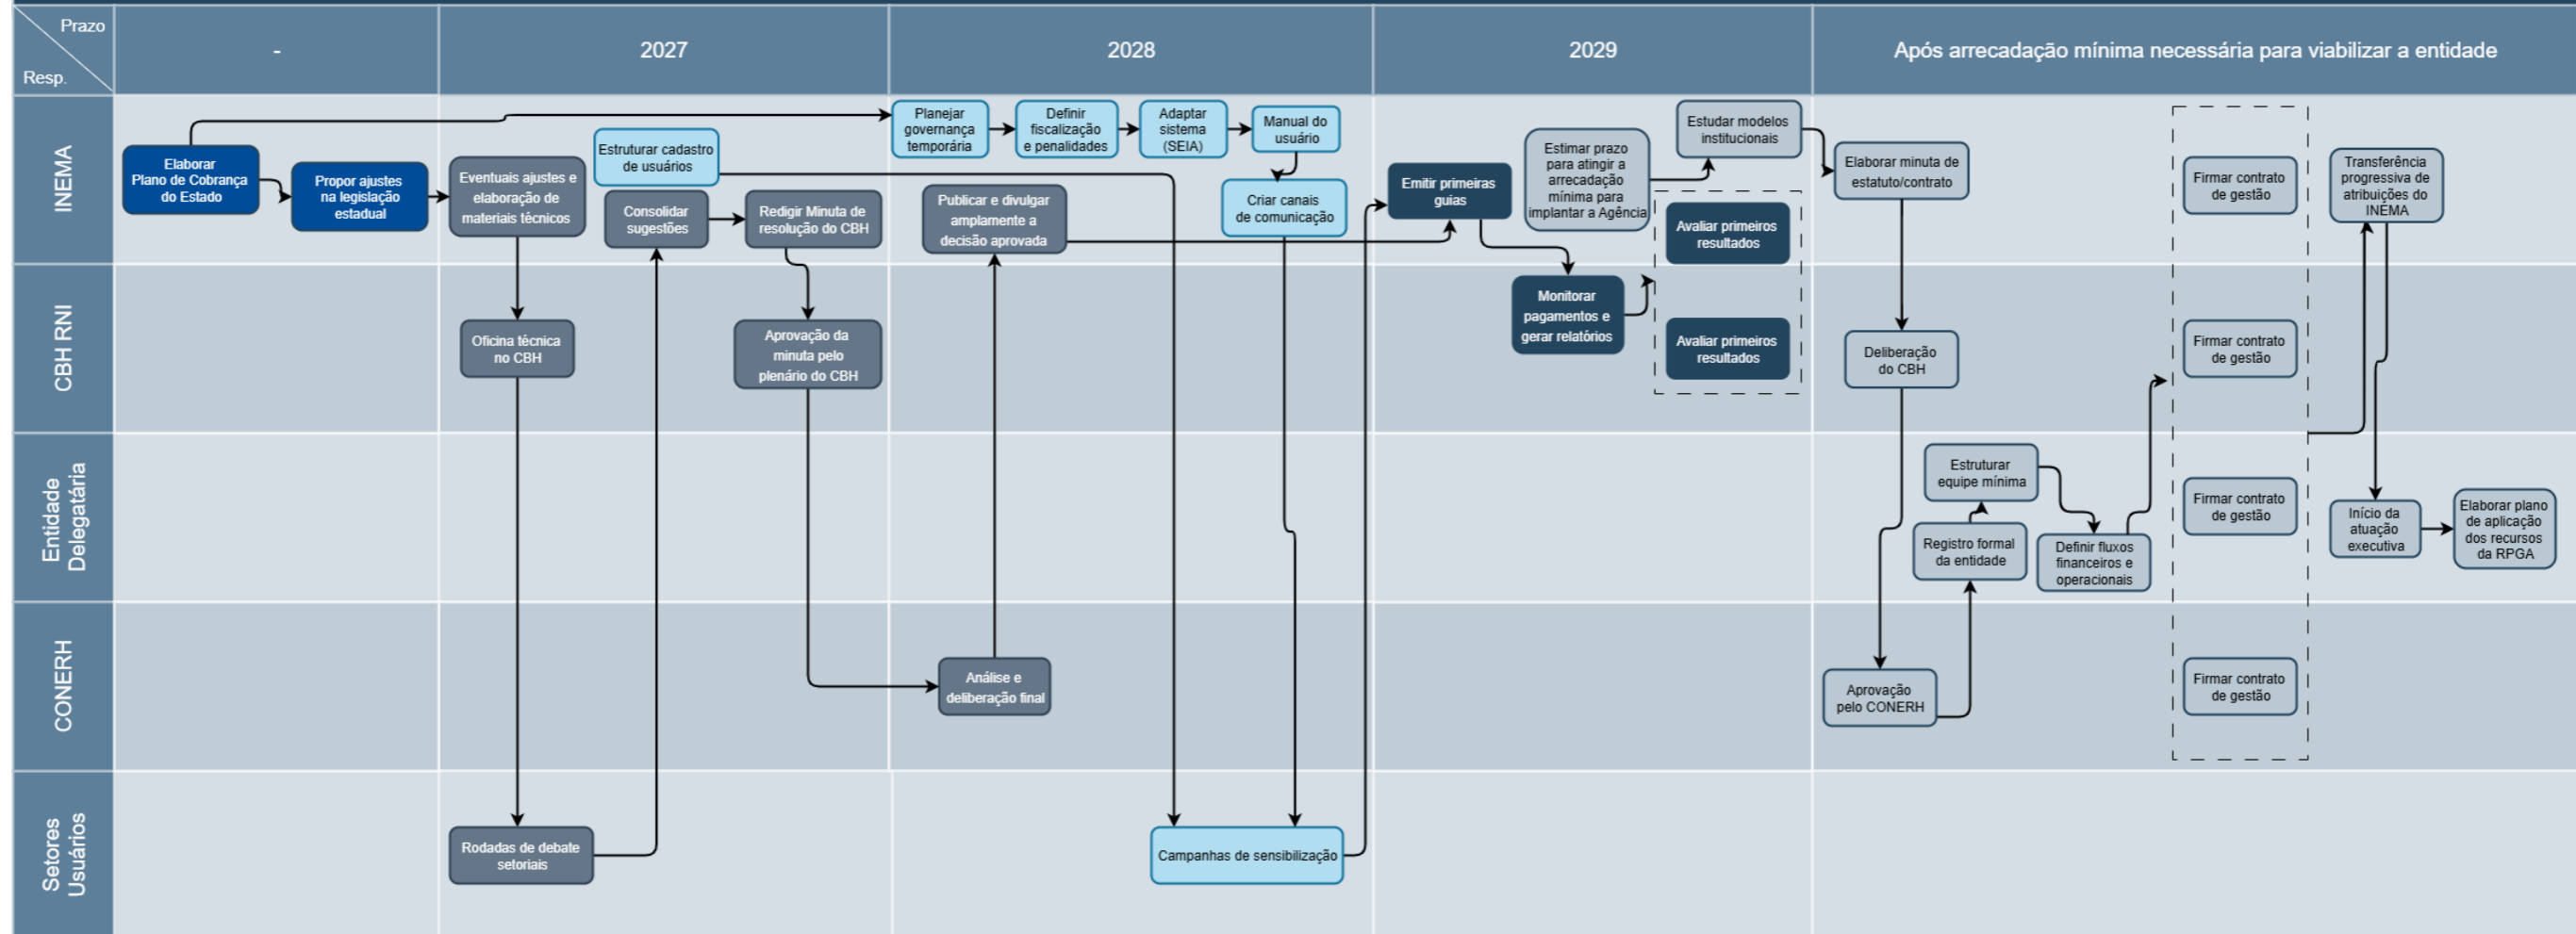 Prazo
Resp.
-
2027
2028
2029
Após arrecadação mínima necessária para viabilizar a entidade
INEMA
Elaborar
Plano de Cobrança
do Estado
Propor ajustes
na legislação
estadual
Eventuais ajustes e
elaboração de
materiais técnicos
Estruturar cadastro
de usuários
Consolidar
sugestões
Redigir Minuta de
resolução do CBH
Planejar
governança
temporária
Definir
fiscalização
e penalidades
Adaptar
sistema
(SEIA)
Manual do
usuário
Publicar e divulgar
amplamente a
decisão aprovada
Criar canais
de comunicação
Emitir primeiras
guias
Estimar prazo
para atingir a
arrecadação
mínima para
implantar a Agência
Estudar modelos
institucionais
Avaliar primeiros
resultados
Elaborar minuta de
estatuto/contrato
Firmar contrato
de gestão
Transferência
progressiva de
atribuições do
INEMA
CBH RNI
Oficina técnica
no CBH
Aprovação da
minuta pelo
plenário do CBH
Monitorar
pagamentos e
gerar relatórios
Avaliar primeiros
resultados
Deliberação
do CBH
Firmar contrato
de gestão
Entidade
Delegatária
Estruturar
equipe mínima
Registro formal
da entidade
Definir fluxos
financeiros e
operacionais
Firmar contrato
de gestão
Início da
atuação
executiva
Elaborar plano
de aplicação
dos recursos
da RPGA
CONERH
Análise e
deliberação final
Aprovação
pelo CONERH
Firmar contrato
de gestão
Setores
Usuários
Rodadas de debate
setoriais
Campanhas de sensibilização